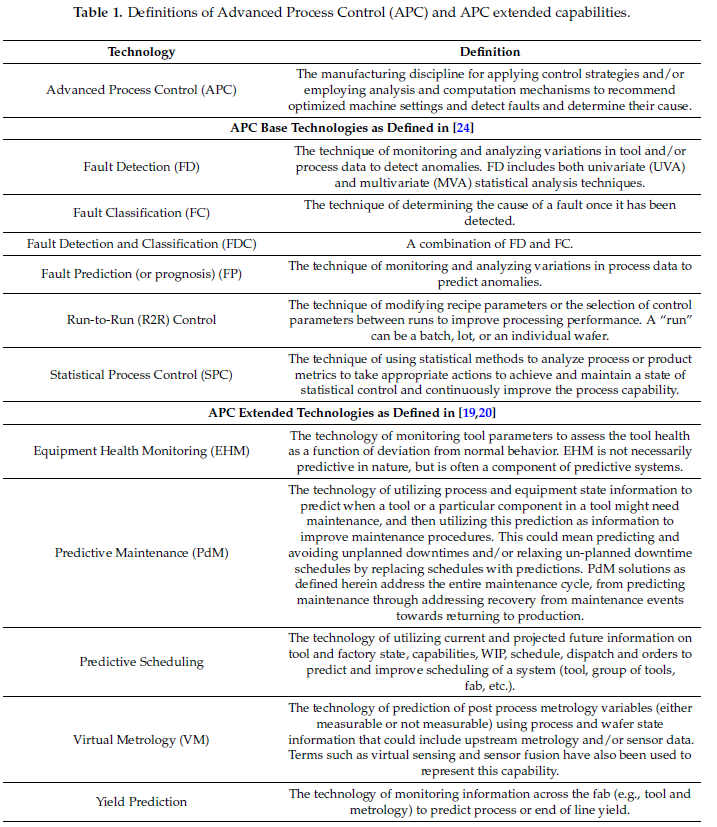 Table 1. Definitions of Advanced Process Control (APC) and APC extended capabilities.
Technology
Definition
Advanced Process Control (APC)
The manufacturing discipline for applying control strategies and/or
employing analysis and computation mechanisms to recommend
optimized machine settings and detect faults and determine their cause.
APC Base Technologies as Defined in [24]
Fault Detection (FD)
The technique of monitoring and analyzing variations in tool and/or
process data to detect anomalies. FD includes both univariate (UVA)
and multivariate (MVA) statistical analysis techniques.
Fault Classification (FC)
The technique of determining the cause of a fault once it has been
detected.
Fault Detection and Classification (FDC)
A combination of FD and FC.
Fault Prediction (or prognosis) (FP)
The technique of monitoring and analyzing variations in process data to
predict anomalies.
Run-to-Run (R2R) Control
The technique of modifying recipe parameters or the selection of control
parameters between runs to improve processing performance. A “run”
can be a batch, lot, or an individual wafer.
Statistical Process Control (SPC)
The technique of using statistical methods to analyze process or product
metrics to take appropriate actions to achieve and maintain a state of
statistical control and continuously improve the process capability.
APC Extended Technologies as Defined in [19,20]
Equipment Health Monitoring (EHM)
The technology of monitoring tool parameters to assess the tool health
as a function of deviation from normal behavior. EHM is not necessarily
predictive in nature, but is often a component of predictive systems.
Predictive Maintenance (PdM)
The technology of utilizing process and equipment state information to
predict when a tool or a particular component in a tool might need
maintenance, and then utilizing this prediction as information to
improve maintenance procedures. This could mean predicting and
avoiding unplanned downtimes and/or relaxing un-planned downtime
schedules by replacing schedules with predictions. PdM solutions as
defined herein address the entire maintenance cycle, from predicting
maintenance through addressing recovery from maintenance events
towards returning to production.
Predictive Scheduling
The technology of utilizing current and projected future information on
tool and factory state, capabilities, WIP, schedule, dispatch and orders to
predict and improve scheduling of a system (tool, group of tools,
fab, etc.).
Virtual Metrology (VM)
The technology of prediction of post process metrology variables (either
measurable or not measurable) using process and wafer state
information that could include upstream metrology and/or sensor data.
Terms such as virtual sensing and sensor fusion have also been used to
represent this capability.
Yield Prediction
The technology of monitoring information across the fab (e.g., tool and
metrology) to predict process or end of line yield.